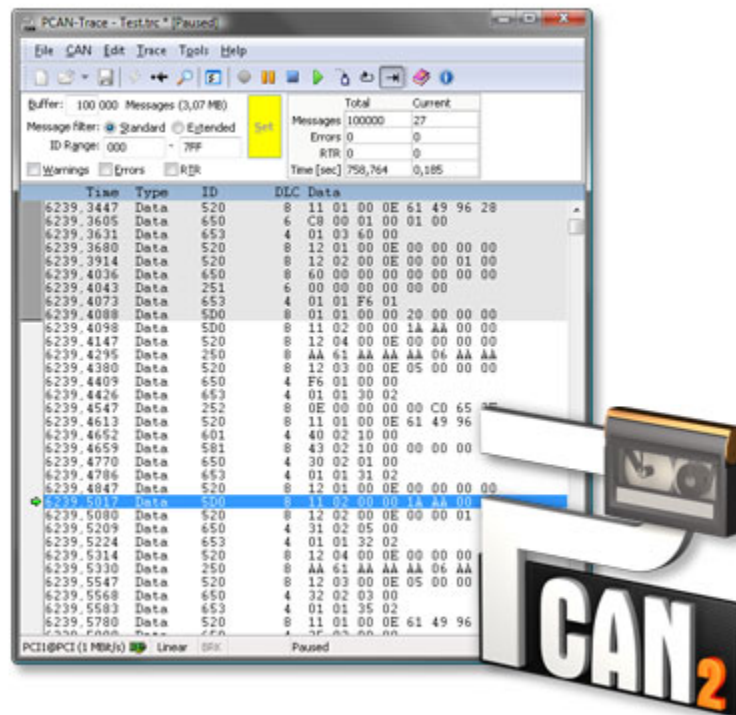 PCAN-Trace - Test.trc * [Paused]
File CAN Edit Trace Tools Help
Buffer: 100 000 Messages (3,07 MB)
Message filter: Standard Extended
ID Range: 000 - 7FF
Warnings Errors RTR
Set
Total Current
Messages 100000 27
Errors 0 0
RTR 0 0
Time [sec] 758,764 0,185
Time Type ID DLC Data
6239,3447 Data 520 8 11 01 00 0E 61 49 96 28
6239,3605 Data 650 6 C8 00 01 00 01 00
6239,3631 Data 653 4 01 03 60 00
6239,3680 Data 520 8 12 01 00 0E 00 00 00 00
6239,3914 Data 520 8 12 02 00 0E 00 00 01 00
6239,4036 Data 650 8 60 00 00 00 00 00 00 00
6239,4043 Data 251 6 00 00 00 00 00 00
6239,4073 Data 653 4 01 01 F6 01
6239,4088 Data 5D0 8 01 01 00 00 20 00 00 00
6239,4098 Data 5D0 8 11 02 00 00 1A AA 00 00
6239,4147 Data 520 8 12 04 00 0E 00 00 00 00
6239,4295 Data 250 8 AA 61 AA AA AA 06 AA AA
6239,4380 Data 520 8 12 03 00 0E 05 00 00 00
6239,4409 Data 650 4 F6 01 00 00
6239,4426 Data 653 4 01 01 30 02
6239,4547 Data 252 8 0E 00 00 00 00 C0 65
6239,4613 Data 520 8 11 01 00 0E 61 49 96
6239,4652 Data 601 4 40 02 10 00
6239,4659 Data 581 8 43 02 10 00 00 00 00
6239,4770 Data 650 4 30 02 01 00
6239,4786 Data 653 4 01 01 31 02
6239,4847 Data 520 8 12 01 00 0E 00 00 00 00
6239,5017 Data 5D0 8 11 02 00 00 1A AA 00
6239,5080 Data 520 8 12 02 00 0E 00 00 01
6239,5209 Data 650 4 31 02 05 00
6239,5224 Data 653 4 01 01 32 02
6239,5314 Data 520 8 12 04 00 0E 00 00 00
6239,5330 Data 250 8 AA 61 AA AA AA 06 AA
6239,5547 Data 520 8 12 03 00 0E 05 00 00
6239,5568 Data 650 4 32 02 03 00
6239,5583 Data 653 4 01 01 35 02
6239,5780 Data 520 8 11 01 00 0E 61 49 96
PCI1@PCI (1 MBit/s) Linear BRK Paused
PCAN2